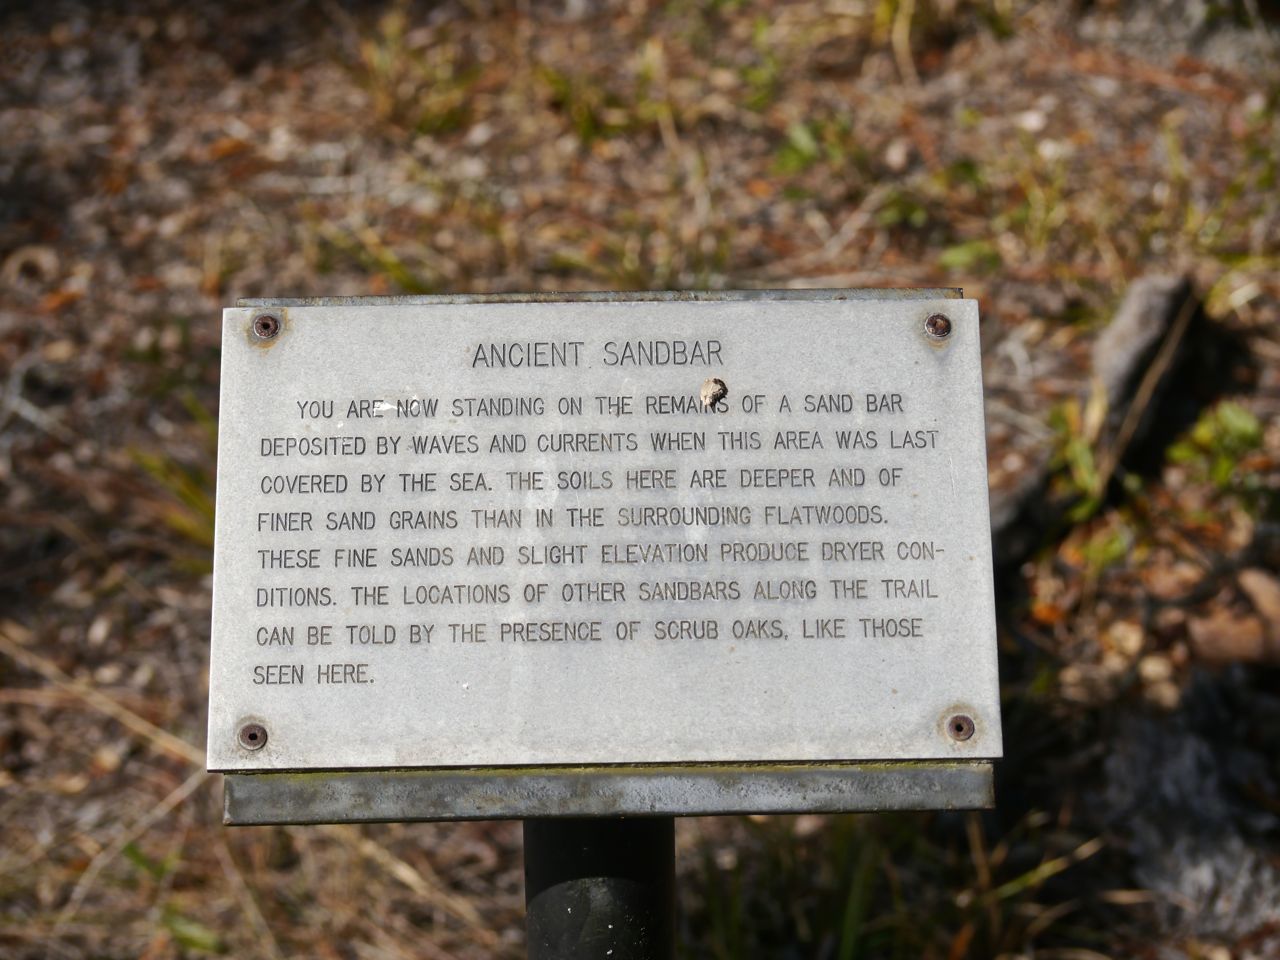 ANCIENT SANDBAR
YOU ARE NOW STANDING ON THE REMAINS OF A SAND BAR
DEPOSITED BY WAVES AND CURRENTS WHEN THIS AREA WAS LAST
COVERED BY THE SEA. THE SOILS HERE ARE DEEPER AND OF
FINER SAND GRAINS THAN IN THE SURROUNDING FLATWOODS.
THESE FINE SANDS AND SLIGHT ELEVATION PRODUCE DRYER CON-
DITIONS. THE LOCATIONS OF OTHER SANDBARS ALONG THE TRAIL
CAN BE TOLD BY THE PRESENCE OF SCRUB OAKS, LIKE THOSE
SEEN HERE.